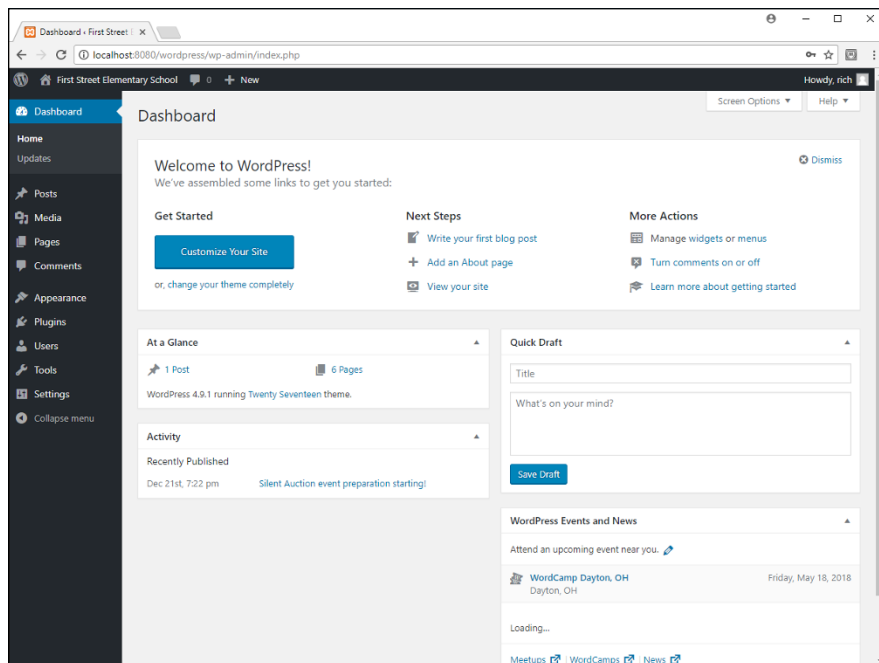 Dashboard ‹ First Street
localhost:8080/wordpress/wp-admin/index.php
First Street Elementary School 0 + New Howdy, rich
Screen Options ▼ Help ▼
Dashboard
Home
Updates
Posts
Media
Pages
Comments
Appearance
Plugins
Users
Tools
Settings
Collapse menu
Dashboard
Welcome to WordPress!
Dismiss
We've assembled some links to get you started:
Get Started
Customize Your Site
or, change your theme completely
Next Steps
Write your first blog post
Add an About page
View your site
More Actions
Manage widgets or menus
Turn comments on or off
Learn more about getting started
At a Glance
1 Post 6 Pages
WordPress 4.9.1 running Twenty Seventeen theme.
Activity
Recently Published
Dec 21st, 7:22 pm Silent Auction event preparation starting!
Quick Draft
Title
What's on your mind?
Save Draft
WordPress Events and News
Attend an upcoming event near you.
WordCamp Dayton, OH Friday, May 18, 2018
Dayton, OH
Loading...
Meetups | WordCamps | News